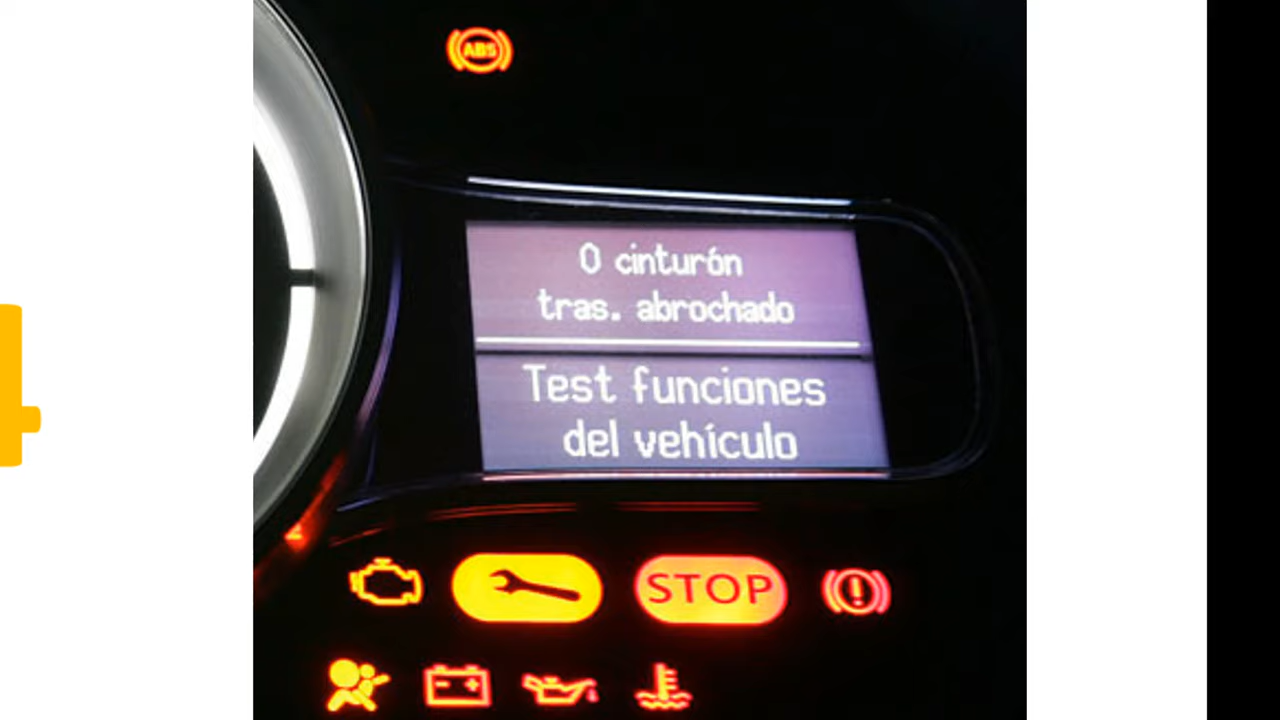 ABS
0 cinturón
tras. abrochado
Test funciones
del vehículo
STOP